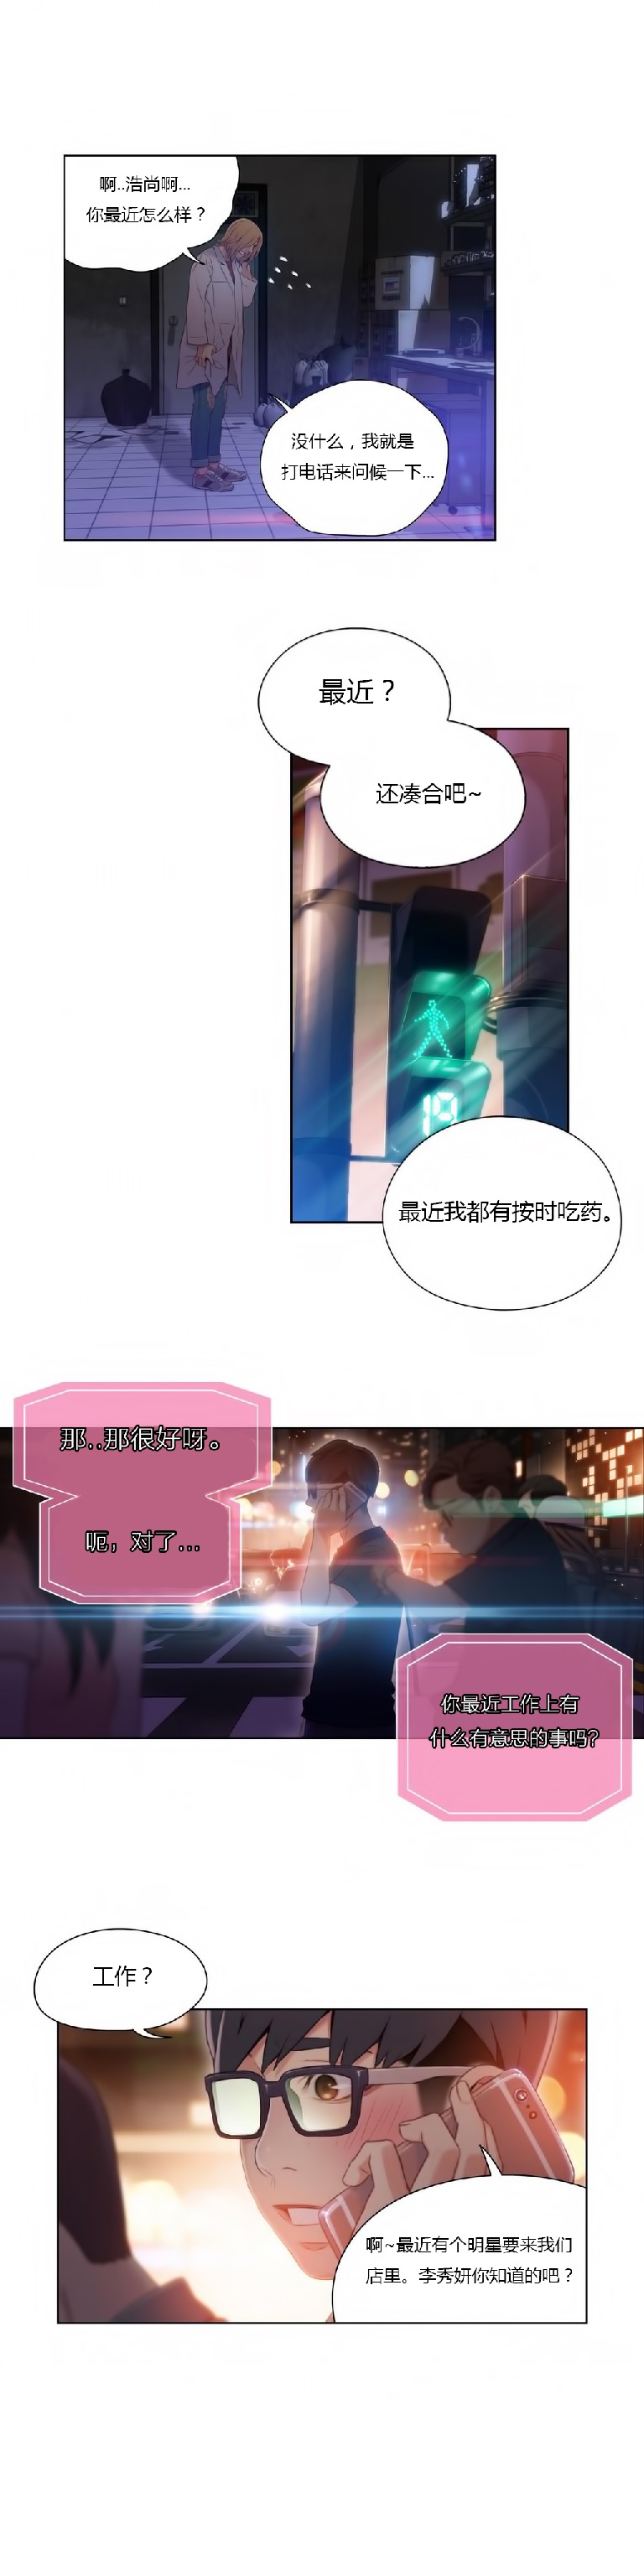 啊..浩尚啊...
你最近怎么样？
没什么，我就是
打电话来问候一下...
最近？
还凑合吧~
19
最近我都有按时吃药。
那..那很好呀。
呃，对了...
你最近工作上有
什么有意思的事吗?
工作？
啊~最近有个明星要来我们
店里。李秀妍你知道的吧？